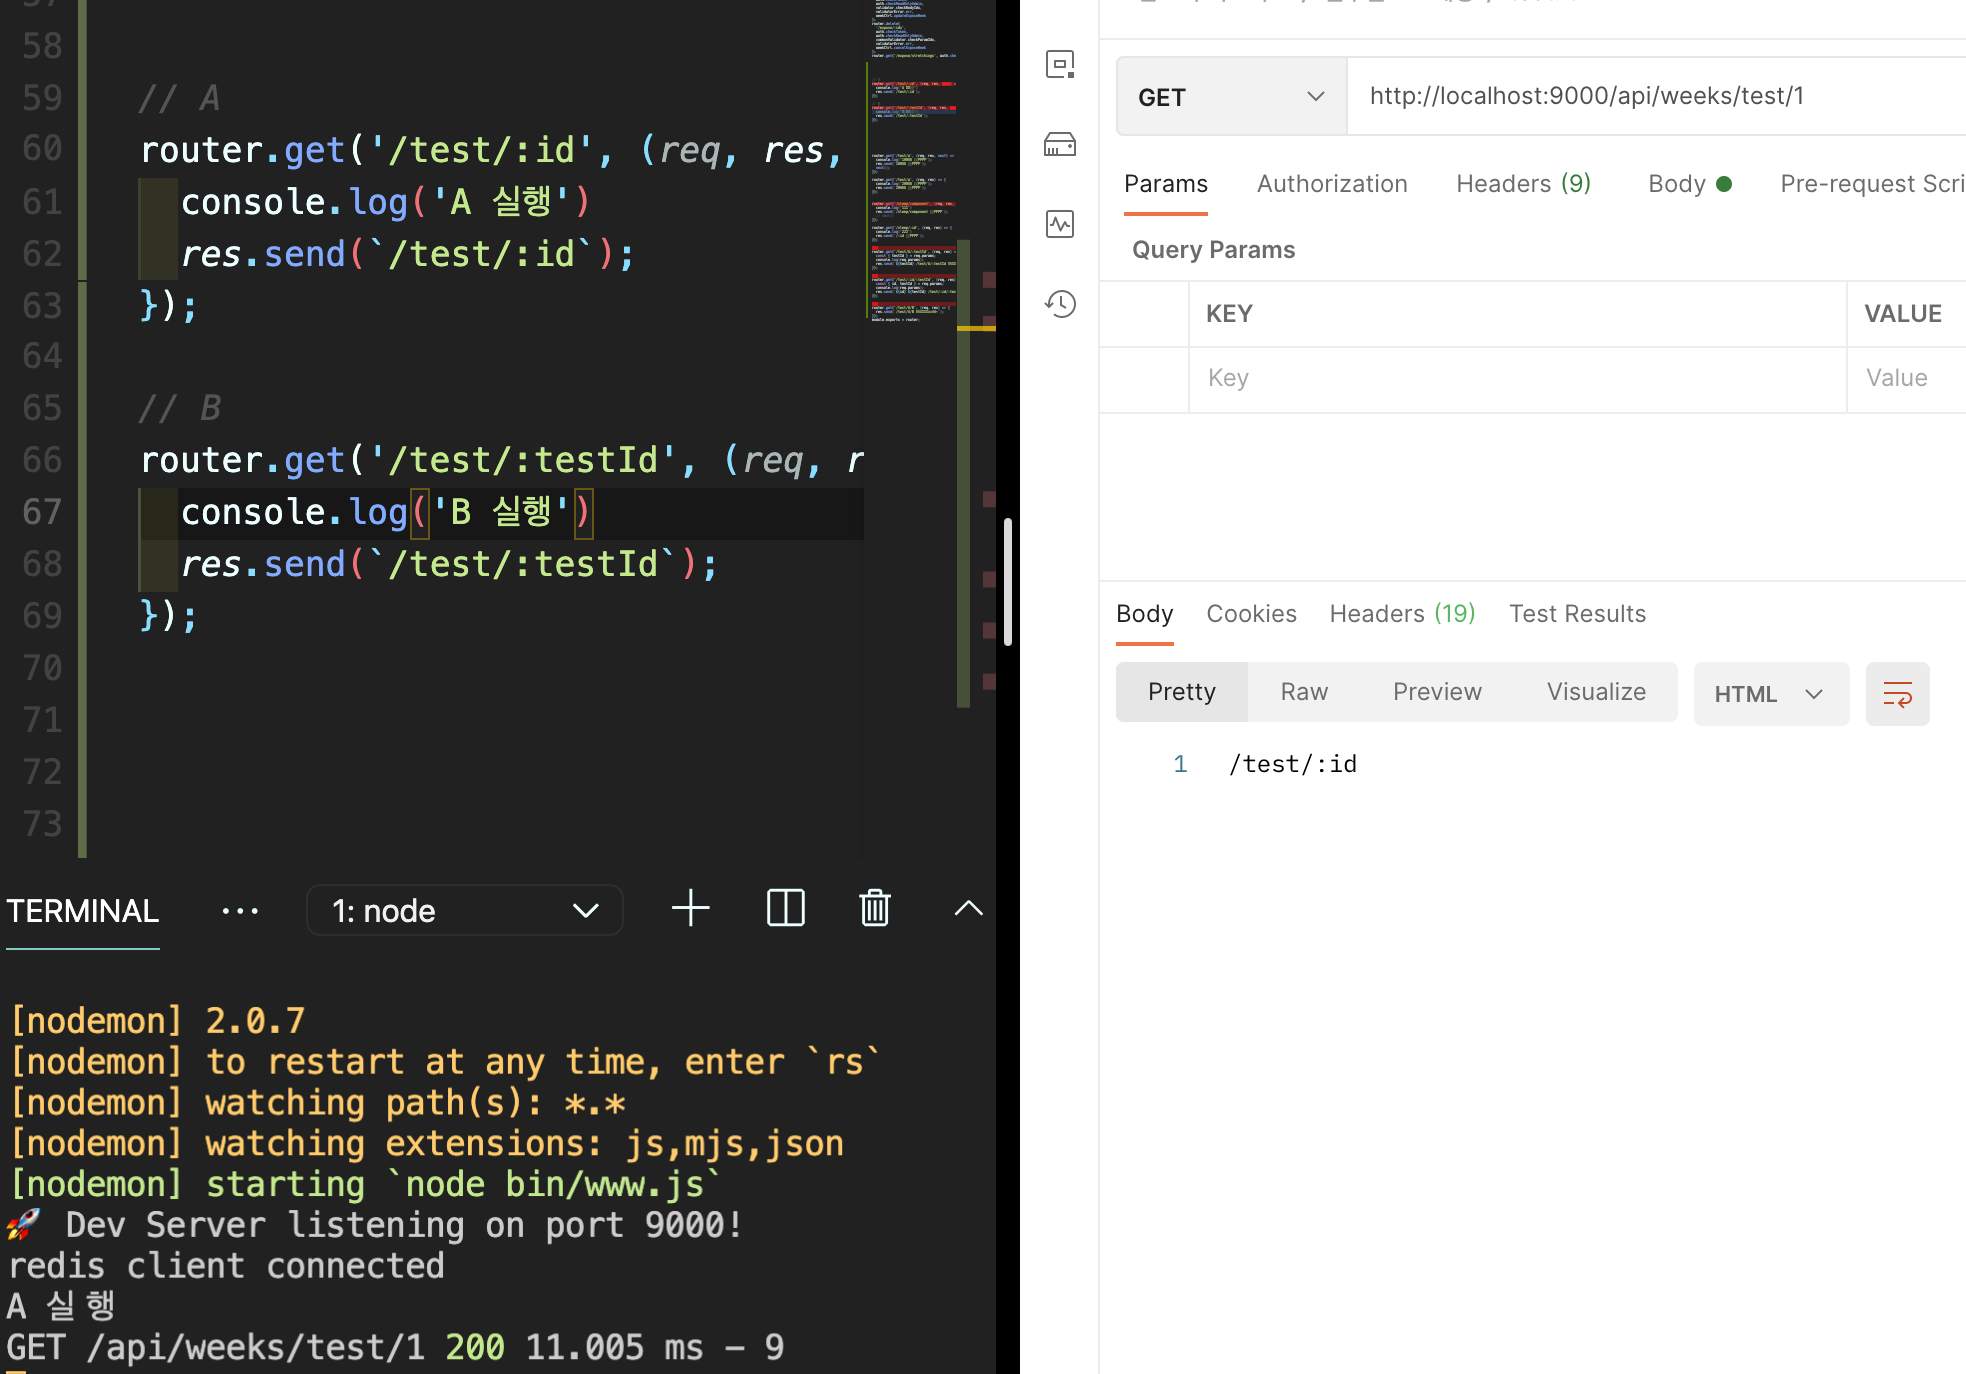 58
59 // A
60 router.get('/test/:id', (req, res,
61 console.log('A 실행')
62 res.send(`/test/:id`);
63 });
64
65 // B
66 router.get('/test/:testId', (req, r
67 console.log('B 실행')
68 res.send(`/test/:testId`);
69 });
70
71
72
73
TERMINAL ··· 1: node
[nodemon] 2.0.7
[nodemon] to restart at any time, enter `rs`
[nodemon] watching path(s): *.*
[nodemon] watching extensions: js,mjs,json
[nodemon] starting `node bin/www.js`
🚀 Dev Server listening on port 9000!
redis client connected
A 실행
GET /api/weeks/test/1 200 11.005 ms - 9
GET http://localhost:9000/api/weeks/test/1
Params Authorization Headers (9) Body Pre-request Scri
Query Params
KEY VALUE
Key Value
Body Cookies Headers (19) Test Results
Pretty Raw Preview Visualize HTML
1 /test/:id